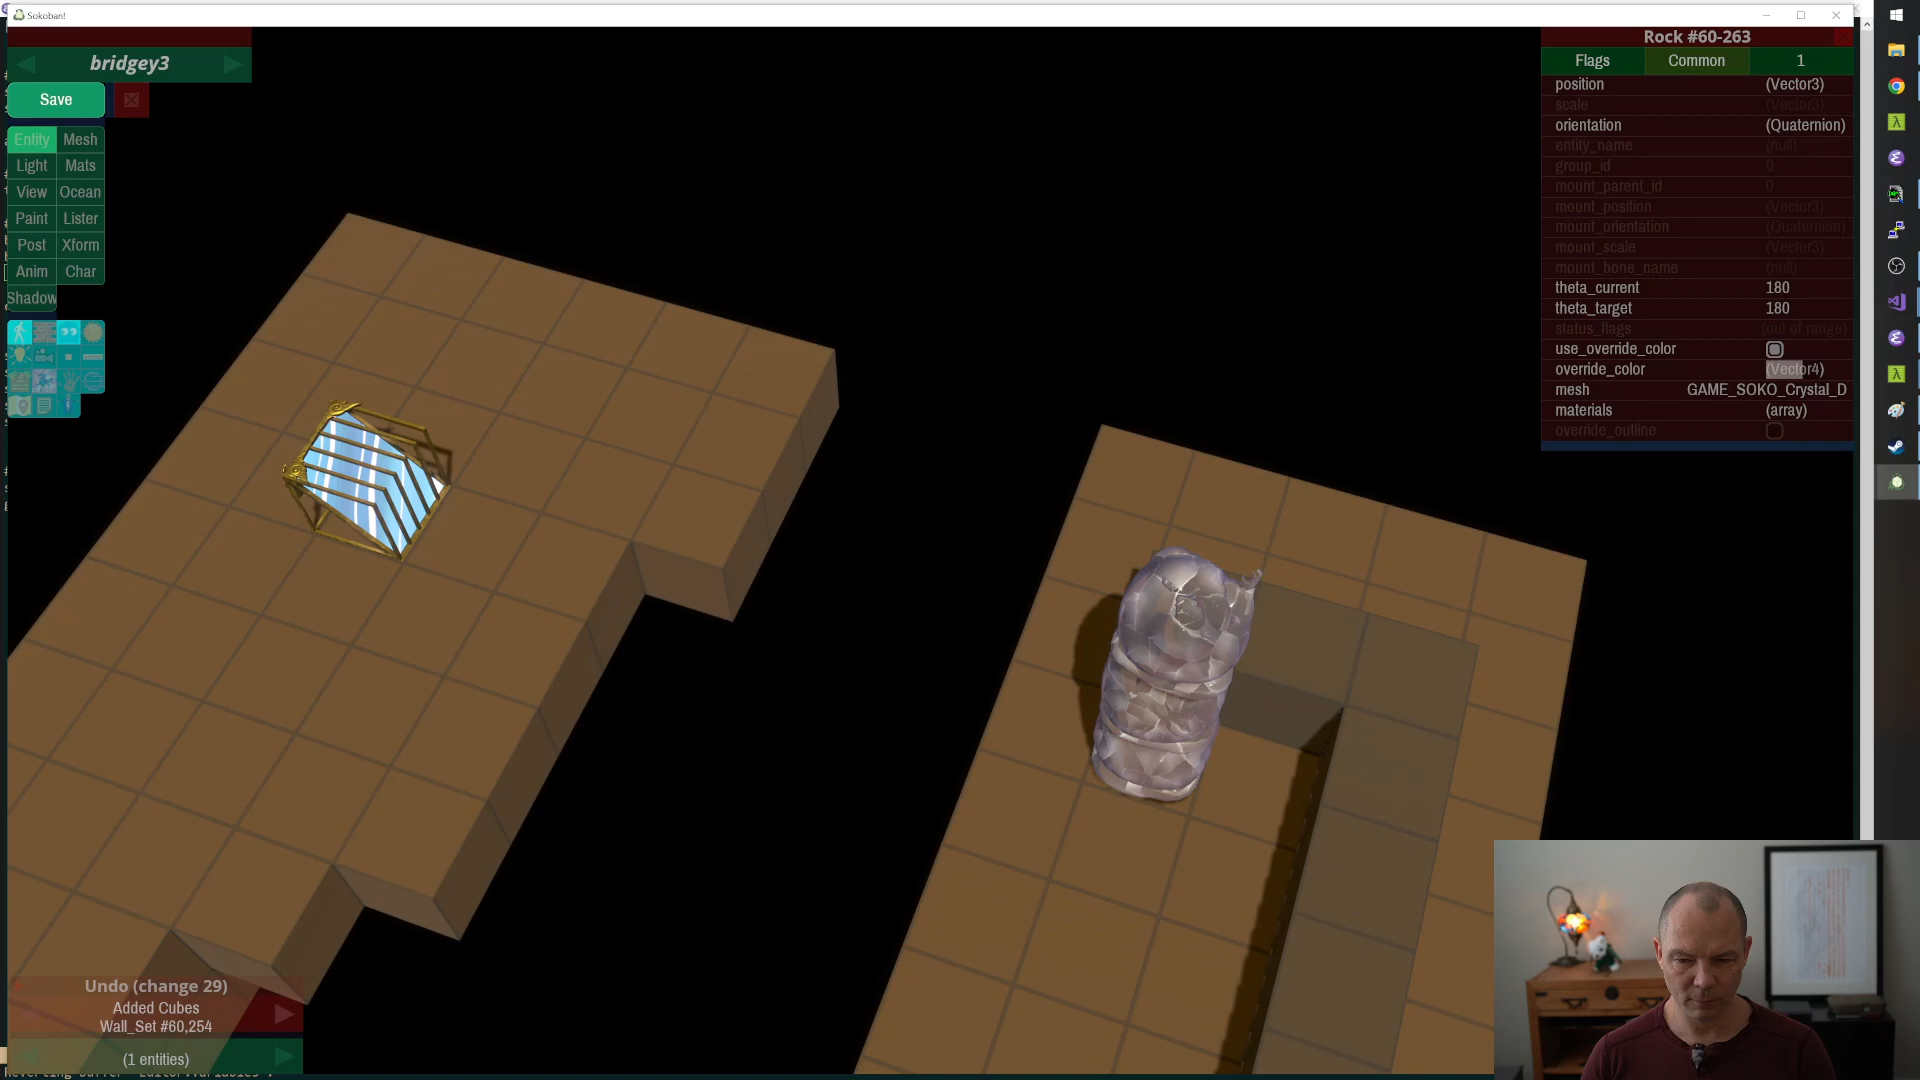 Sokoban!
bridgey3
Save
Entity Mesh
Light Mats
View Ocean
Paint Lister
Post Xform
Anim Char
Shadow
Rock #60-263
Flags Common 1
position (Vector3)
scale (Vector3)
orientation (Quaternion)
entity_name (null)
group_id 0
mount_parent_id 0
mount_position (Vector3)
mount_orientation (Quaternion)
mount_scale (Vector3)
mount_bone_name (null)
theta_current 180
theta_target 180
status_flags (out of range)
use_override_color
override_color (Vector4)
mesh GAME_SOKO_Crystal_D
materials (array)
override_outline
Undo (change 29)
Added Cubes
Wall_Set #60,254
(1 entities)